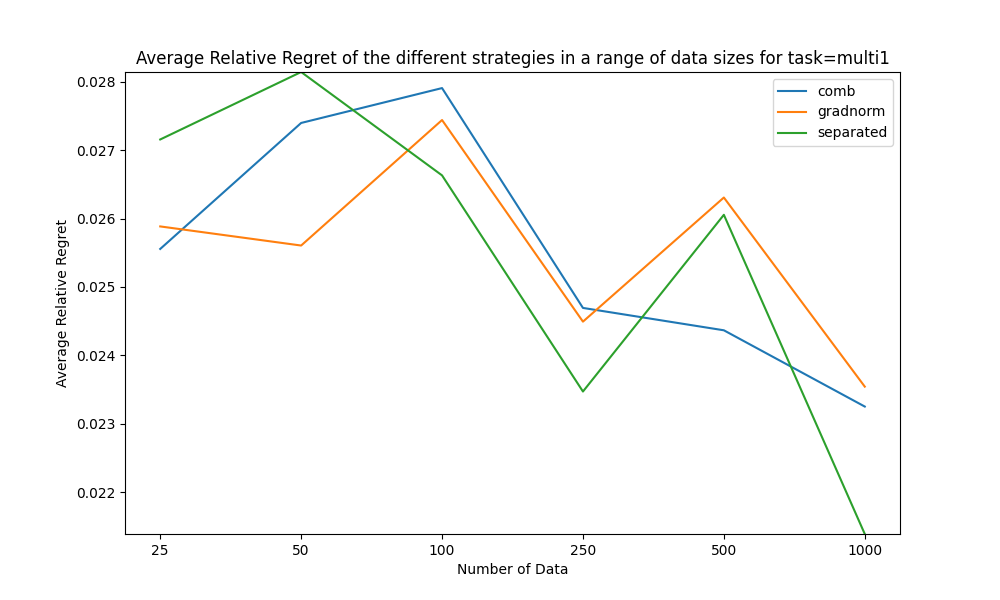 Average Relative Regret of the different strategies in a range of data sizes for task=multi1
comb
gradnorm
separated
Average Relative Regret
0.028
0.027
0.026
0.025
0.024
0.023
0.022
25 50 100 250 500 1000
Number of Data